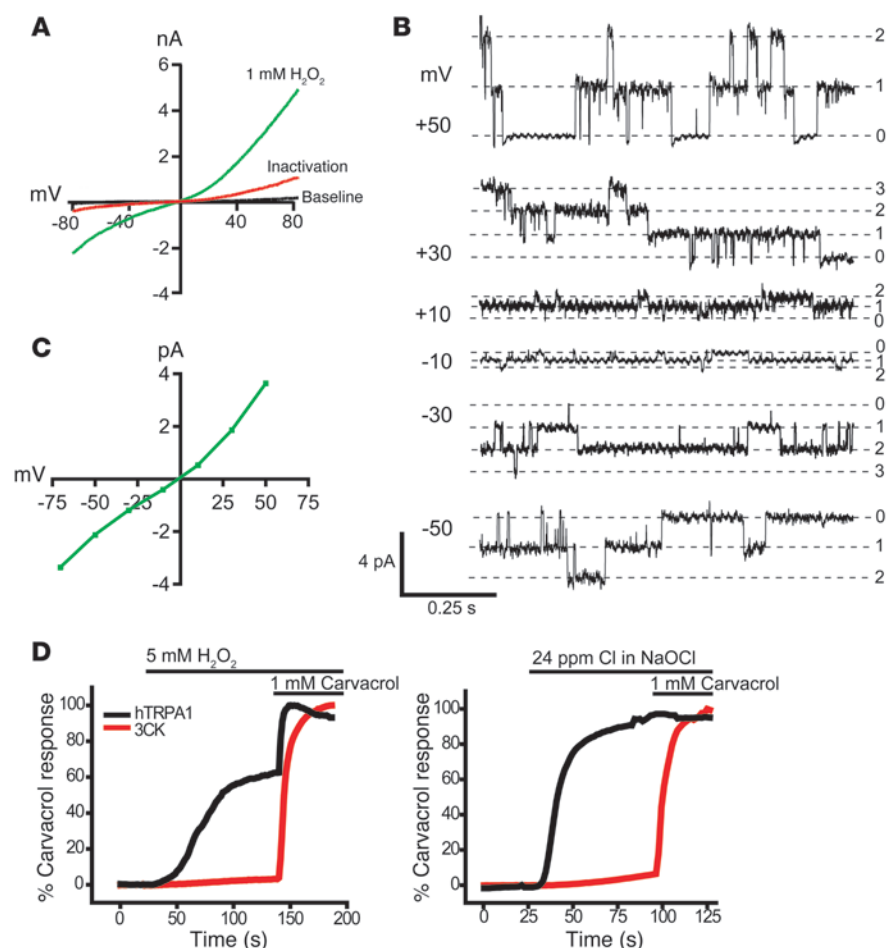 A
nA
6
4
2
-2
-4
1 mM H₂O₂
Inactivation
Baseline
mV
-80 -40 0 40 80
B
mV
+50
2
1
0
+30
3
2
1
0
+10
2
1
0
-10
0
1
2
-30
0
1
2
3
-50
0
1
2
4 pA
0.25 s
C
pA
4
2
-2
-4
mV
-75 -50 -25 0 25 50 75
D
5 mM H₂O₂
1 mM Carvacrol
hTRPA1
3CK
% Carvacrol response
100
80
60
40
20
0
0 50 100 150 200
Time (s)
24 ppm Cl in NaOCl
1 mM Carvacrol
% Carvacrol response
100
80
60
40
20
0
0 25 50 75 100 125
Time (s)